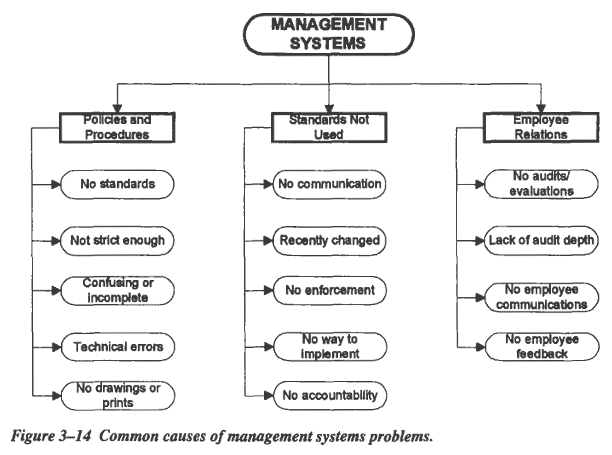 MANAGEMENT
SYSTEMS
Policies and
Procedures
Standards Not
Used
Employee
Relations
No standards
Not strict enough
Confusing or
incomplete
Technical errors
No drawings or
prints
No communication
Recently changed
No enforcement
No way to
implement
No accountability
No audits/
evaluations
Lack of audit depth
No employee
communications
No employee
feedback
Figure 3–14 Common causes of management systems problems.